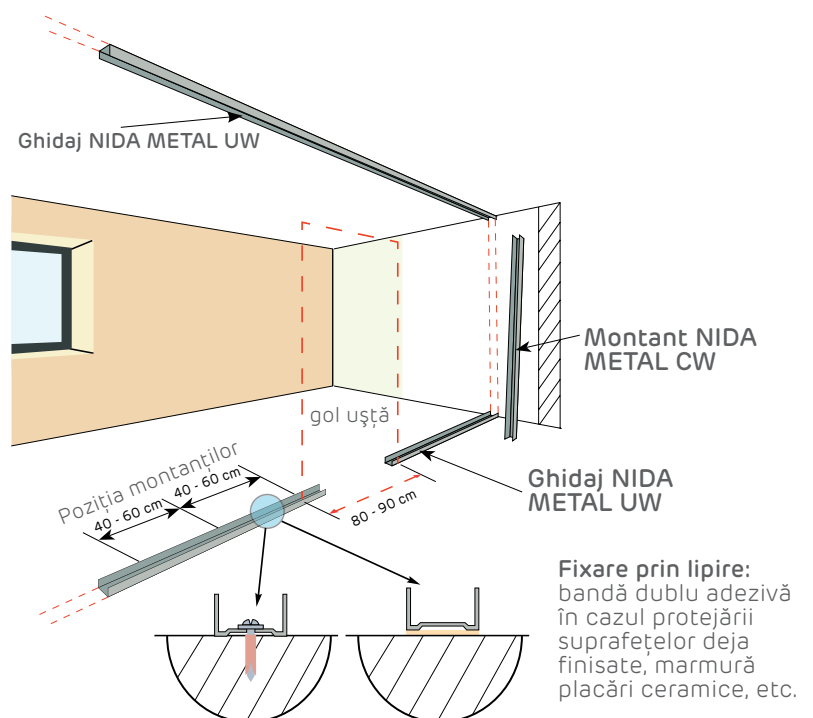 Ghidaj NIDA METAL UW
Montant NIDA
METAL CW
gol uşță
Poziția montanților
40 - 60 cm
40 - 60 cm
80 - 90 cm
Ghidaj NIDA
METAL UW
Fixare prin lipire:
bandă dublu adezivă
în cazul protejării
suprafețelor deja
finisate, marmură
placări ceramice, etc.